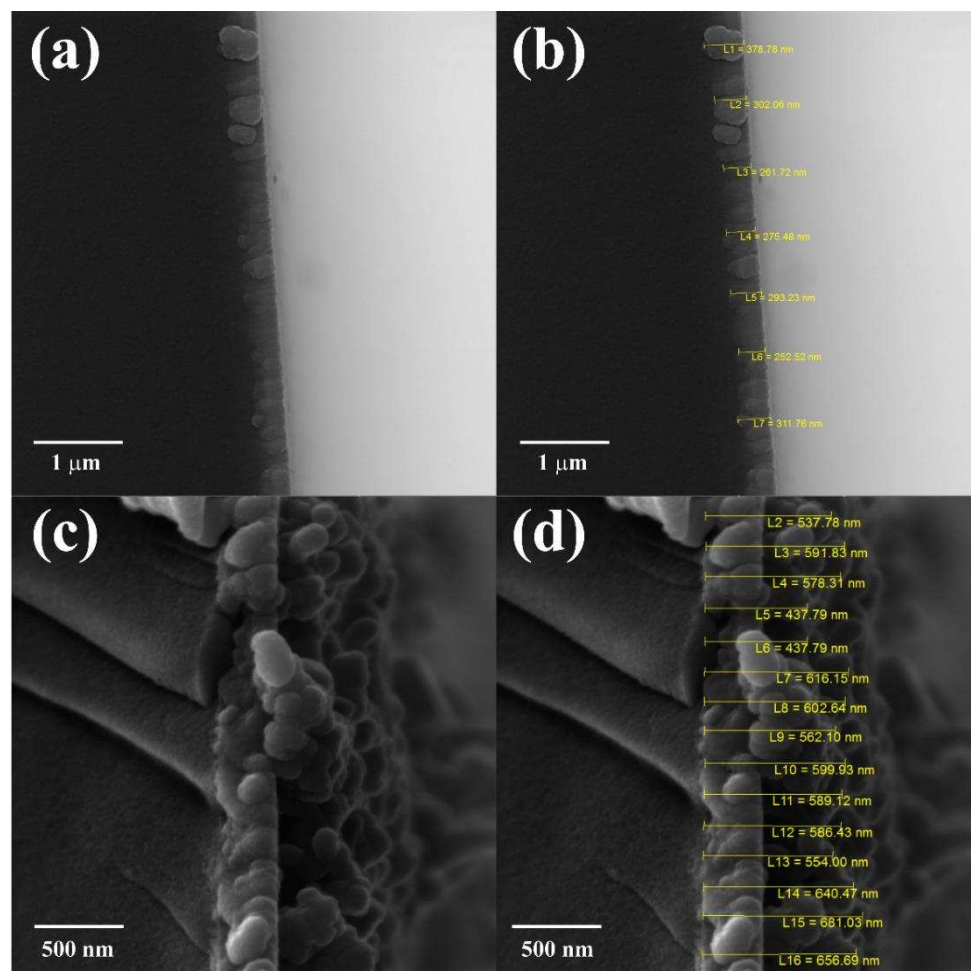 (a)
1 μm
(b)
L1 = 378.78 nm
L2 = 302.06 nm
L3 = 261.72 nm
L4 = 275.48 nm
L5 = 293.23 nm
L6 = 252.52 nm
L7 = 311.76 nm
1 μm
(c)
500 nm
(d)
L2 = 537.78 nm
L3 = 591.83 nm
L4 = 578.31 nm
L5 = 437.79 nm
L6 = 437.79 nm
L7 = 616.15 nm
L8 = 602.64 nm
L9 = 562.10 nm
L10 = 599.93 nm
L11 = 589.12 nm
L12 = 586.43 nm
L13 = 554.00 nm
L14 = 640.47 nm
L15 = 681.03 nm
L16 = 656.69 nm
500 nm